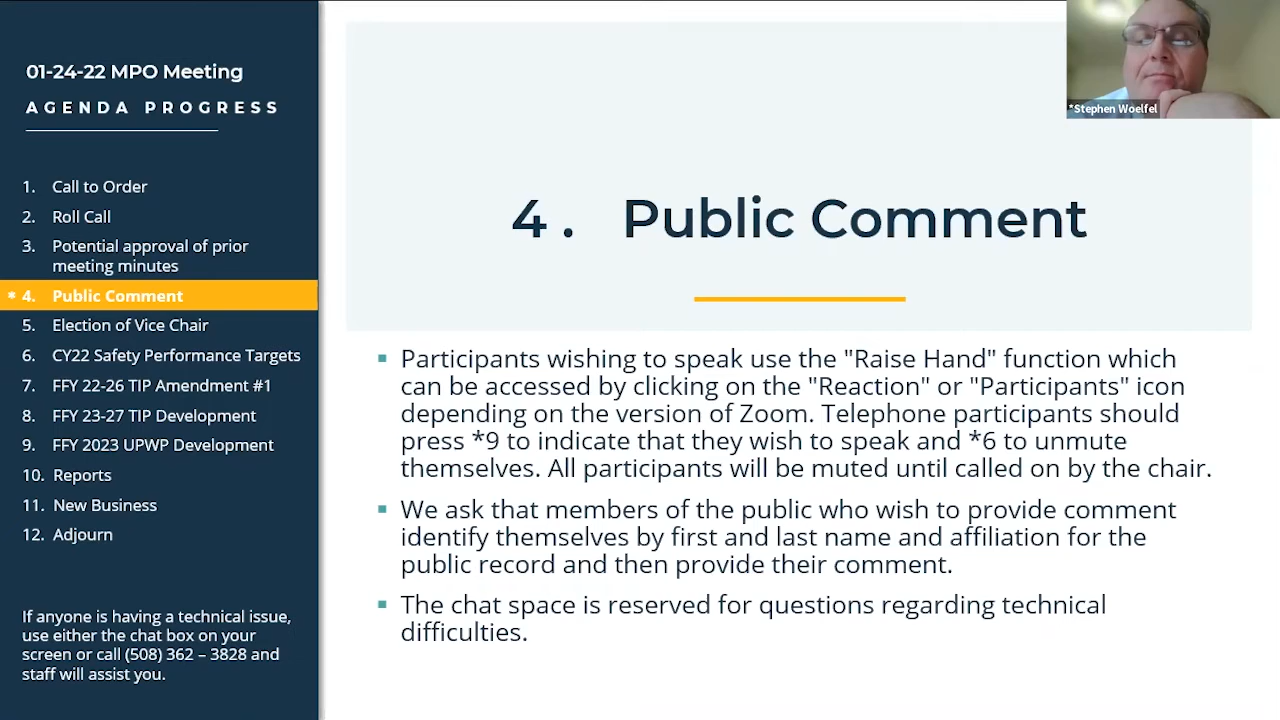 01-24-22 MPO Meeting
AGENDA PROGRESS
1. Call to Order
2. Roll Call
3. Potential approval of prior
meeting minutes
* 4. Public Comment
5. Election of Vice Chair
6. CY22 Safety Performance Targets
7. FFY 22-26 TIP Amendment #1
8. FFY 23-27 TIP Development
9. FFY 2023 UPWP Development
10. Reports
11. New Business
12. Adjourn
If anyone is having a technical issue,
use either the chat box on your
screen or call (508) 362 – 3828 and
staff will assist you.
*Stephen Woelfel
4. Public Comment
▪ Participants wishing to speak use the "Raise Hand" function which
can be accessed by clicking on the "Reaction" or "Participants" icon
depending on the version of Zoom. Telephone participants should
press *9 to indicate that they wish to speak and *6 to unmute
themselves. All participants will be muted until called on by the chair.
▪ We ask that members of the public who wish to provide comment
identify themselves by first and last name and affiliation for the
public record and then provide their comment.
▪ The chat space is reserved for questions regarding technical
difficulties.